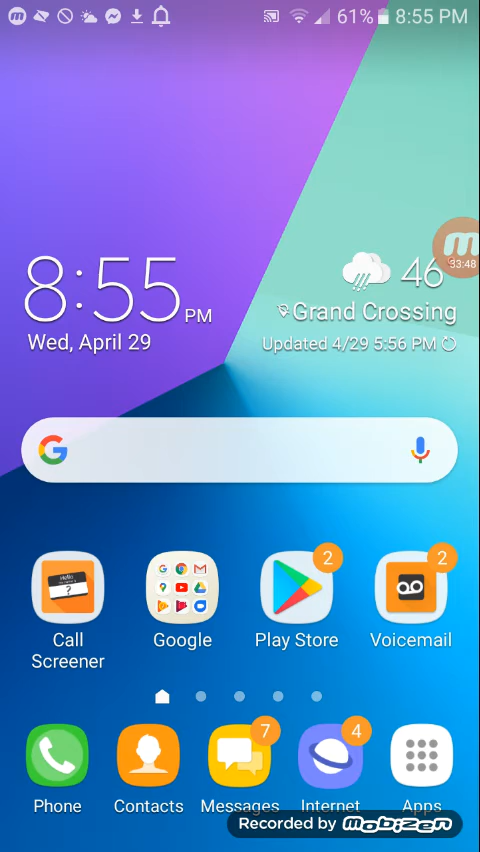 61% 8:55 PM
8:55 PM
46°
33:48
Grand Crossing
Wed, April 29
Updated 4/29 5:56 PM
G
Hello
?
2
2
Call Screener
Google
Play Store
Voicemail
7
4
Phone
Contacts
Messages
Internet
Apps
Recorded by Mobizen